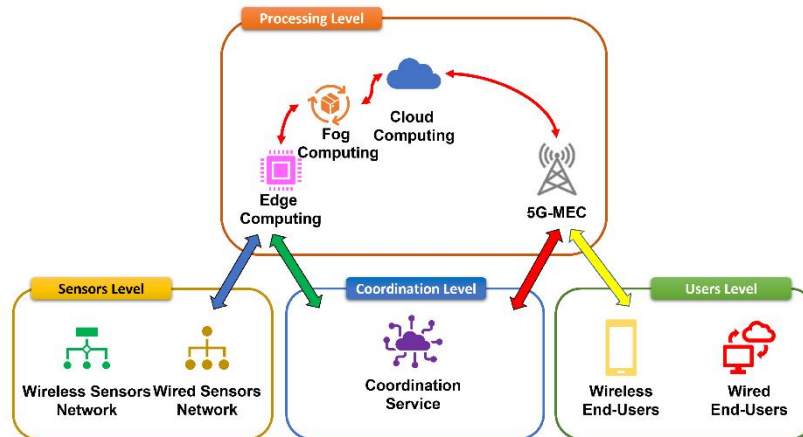 Processing Level
Cloud
Computing
Fog
Computing
Edge
Computing
5G-MEC
Sensors Level
Coordination Level
Users Level
Wireless Sensors
Network
Wired Sensors
Network
Coordination
Service
Wireless
End-Users
Wired
End-Users